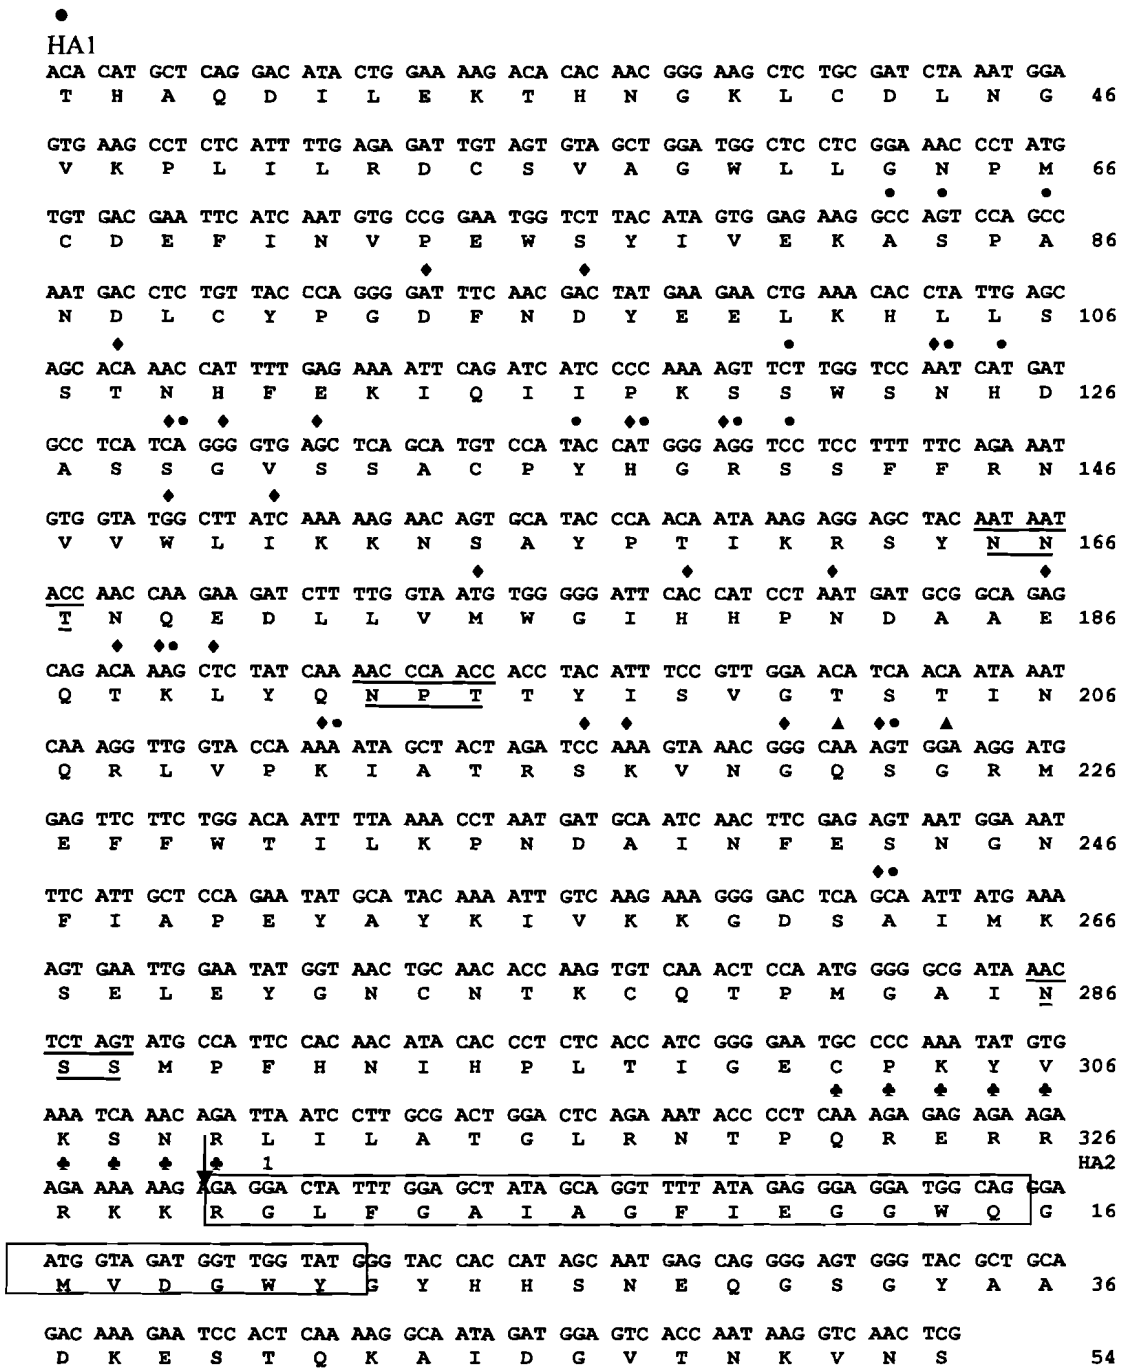 ●
HA1
ACA CAT GCT CAG GAC ATA CTG GAA AAG ACA CAC AAC GGG AAG CTC TGC GAT CTA AAT GGA
T H A Q D I L E K T H N G K L C D L N G 46
GTG AAG CCT CTC ATT TTG AGA GAT TGT AGT GTA GCT GGA TGG CTC CTC GGA AAC CCT ATG
V K P L I L R D C S V A G W L L G N P M 66
● ● ●
TGT GAC GAA TTC ATC AAT GTG CCG GAA TGG TCT TAC ATA GTG GAG AAG GCC AGT CCA GCC
C D E F I N V P E W S Y I V E K A S P A 86
♦ ♦
AAT GAC CTC TGT TAC CCA GGG GAT TTC AAC GAC TAT GAA GAA CTG AAA CAC CTA TTG AGC
N D L C Y P G D F N D Y E E L K H L L S 106
♦ ● ♦● ●
AGC ACA AAC CAT TTT GAG AAA ATT CAG ATC ATC CCC AAA AGT TCT TGG TCC AAT CAT GAT
S T N H F E K I Q I I P K S S W S N H D 126
♦● ♦ ♦ ● ♦● ♦● ●
GCC TCA TCA GGG GTG AGC TCA GCA TGT CCA TAC CAT GGG AGG TCC TCC TTT TTC AGA AAT
A S S G V S S A C P Y H G R S S F F R N 146
♦ ♦
GTG GTA TGG CTT ATC AAA AAG AAC AGT GCA TAC CCA ACA ATA AAG AGG AGC TAC AAT AAT
V V W L I K K N S A Y P T I K R S Y N N 166
♦ ♦ ♦ ♦
ACC AAC CAA GAA GAT CTT TTG GTA ATG TGG GGG ATT CAC CAT CCT AAT GAT GCG GCA GAG
T N Q E D L L V M W G I H H P N D A A E 186
♦ ♦● ♦
CAG ACA AAG CTC TAT CAA AAC CCA ACC ACC TAC ATT TCC GTT GGA ACA TCA ACA ATA AAT
Q T K L Y Q N P T T Y I S V G T S T I N 206
♦● ♦ ♦ ♦ ▲ ♦● ▲
CAA AGG TTG GTA CCA AAA ATA GCT ACT AGA TCC AAA GTA AAC GGG CAA AGT GGA AGG ATG
Q R L V P K I A T R S K V N G Q S G R M 226
GAG TTC TTC TGG ACA ATT TTA AAA CCT AAT GAT GCA ATC AAC TTC GAG AGT AAT GGA AAT
E F F W T I L K P N D A I N F E S N G N 246
♦●
TTC ATT GCT CCA GAA TAT GCA TAC AAA ATT GTC AAG AAA GGG GAC TCA GCA ATT ATG AAA
F I A P E Y A Y K I V K K G D S A I M K 266
AGT GAA TTG GAA TAT GGT AAC TGC AAC ACC AAG TGT CAA ACT CCA ATG GGG GCG ATA AAC
S E L E Y G N C N T K C Q T P M G A I N 286
TCT AGT ATG CCA TTC CAC AAC ATA CAC CCT CTC ACC ATC GGG GAA TGC CCC AAA TAT GTG
S S M P F H N I H P L T I G E C P K Y V 306
♣ ♣ ♣ ♣ ♣
AAA TCA AAC AGA TTA ATC CTT GCG ACT GGA CTC AGA AAT ACC CCT CAA AGA GAG AGA AGA
K S N R L I L A T G L R N T P Q R E R R 326
♣ ♣ ♣ ♣ 1 HA2
AGA AAA AAG AGA GGA CTA TTT GGA GCT ATA GCA GGT TTT ATA GAG GGA GGA TGG CAG GGA
R K K R G L F G A I A G F I E G G W Q G 16
ATG GTA GAT GGT TGG TAT GGG TAC CAC CAT AGC AAT GAG CAG GGG AGT GGG TAC GCT GCA
M V D G W Y G Y H H S N E Q G S G Y A A 36
GAC AAA GAA TCC ACT CAA AAG GCA ATA GAT GGA GTC ACC AAT AAG GTC AAC TCG
D K E S T Q K A I D G V T N K V N S 54